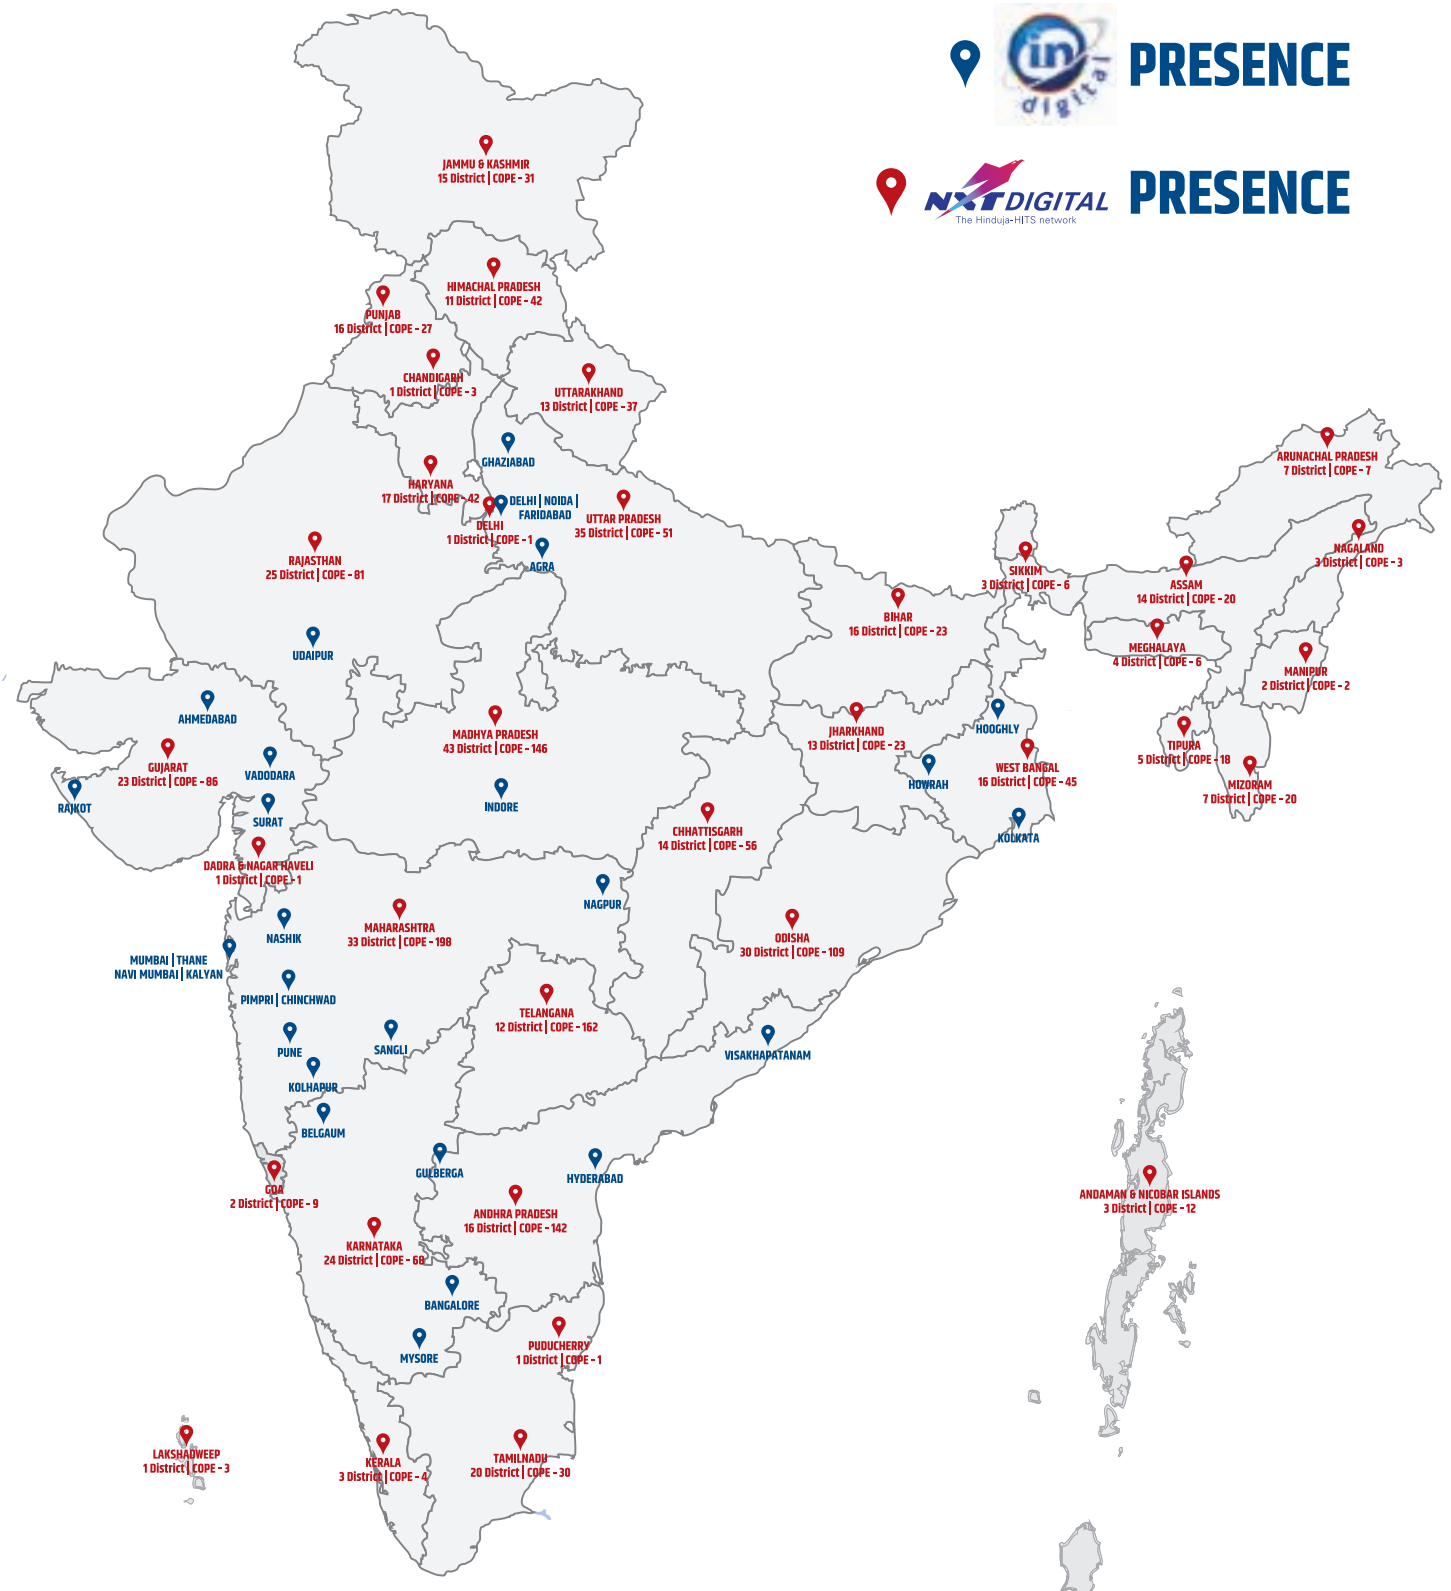 in
digital
PRESENCE
NXTDIGITAL
The Hinduja-HITS network
PRESENCE
JAMMU & KASHMIR
15 District | COPE - 31
HIMACHAL PRADESH
11 District | COPE - 42
PUNJAB
16 District | COPE - 27
CHANDIGARH
1 District | COPE - 3
UTTARAKHAND
13 District | COPE - 37
GHAZIABAD
HARYANA
17 District | COPE - 42
DELHI | NOIDA |
FARIDABAD
DELHI
1 District | COPE - 1
UTTAR PRADESH
35 District | COPE - 51
AGRA
RAJASTHAN
25 District | COPE - 81
UDAIPUR
ARUNACHAL PRADESH
7 District | COPE - 7
NAGALAND
3 District | COPE - 3
SIKKIM
3 District | COPE - 6
ASSAM
14 District | COPE - 20
BIHAR
16 District | COPE - 23
MEGHALAYA
4 District | COPE - 6
MANIPUR
2 District | COPE - 2
AHMEDABAD
GUJARAT
23 District | COPE - 86
VADODARA
RAJKOT
SURAT
MADHYA PRADESH
43 District | COPE - 146
INDORE
JHARKHAND
13 District | COPE - 23
HOOGHLY
WEST BANGAL
16 District | COPE - 45
HOWRAH
KOLKATA
TIPURA
5 District | COPE - 18
MIZORAM
7 District | COPE - 20
CHHATTISGARH
14 District | COPE - 56
DADRA & NAGAR HAVELI
1 District | COPE - 1
NAGPUR
NASHIK
MAHARASHTRA
33 District | COPE - 198
ODISHA
30 District | COPE - 109
MUMBAI | THANE
NAVI MUMBAI | KALYAN
PIMPRI | CHINCHWAD
TELANGANA
12 District | COPE - 162
PUNE
SANGLI
VISAKHAPATANAM
KOLHAPUR
BELGAUM
GULBERGA
HYDERABAD
GOA
2 District | COPE - 9
ANDHRA PRADESH
16 District | COPE - 142
ANDAMAN & NICOBAR ISLANDS
3 District | COPE - 12
KARNATAKA
24 District | COPE - 68
BANGALORE
MYSORE
PUDUCHERRY
1 District | COPE - 1
LAKSHADWEEP
1 District | COPE - 3
KERALA
3 District | COPE - 4
TAMILNADU
20 District | COPE - 30